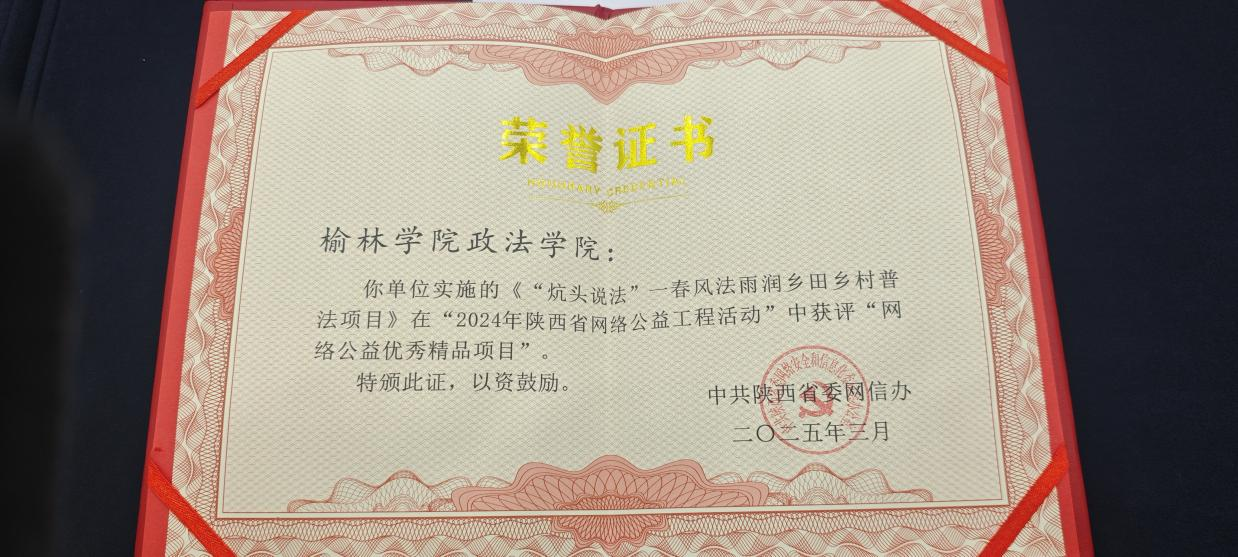 荣誉证书
HONORARY CREDENTIAL
榆林学院政法学院：
你单位实施的《“炕头说法”一春风法雨润乡田乡村普
法项目》在“2024年陕西省网络公益工程活动”中获评“网
络公益优秀精品项目”。
特颁此证，以资鼓励。
中共陕西省委网信办
二〇二五年三月